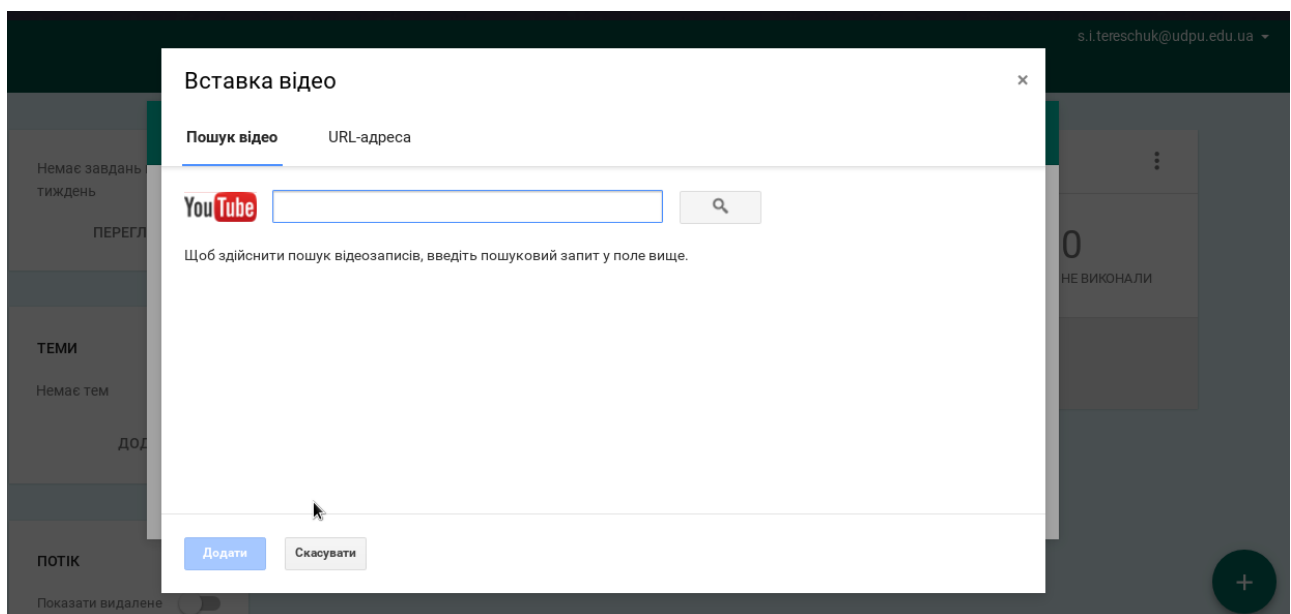 s.i.tereschuk@udpu.edu.ua
Вставка відео
×
Пошук відео URL-адреса
Немає завдань
тиждень
YouTube
ПЕРЕГЛ
Щоб здійснити пошук відеозаписів, введіть пошуковий запит у поле вище.
0
НЕ ВИКОНАЛИ
ТЕМИ
Немає тем
ДОД
Додати Скасувати
ПОТІК
Показати видалене
+